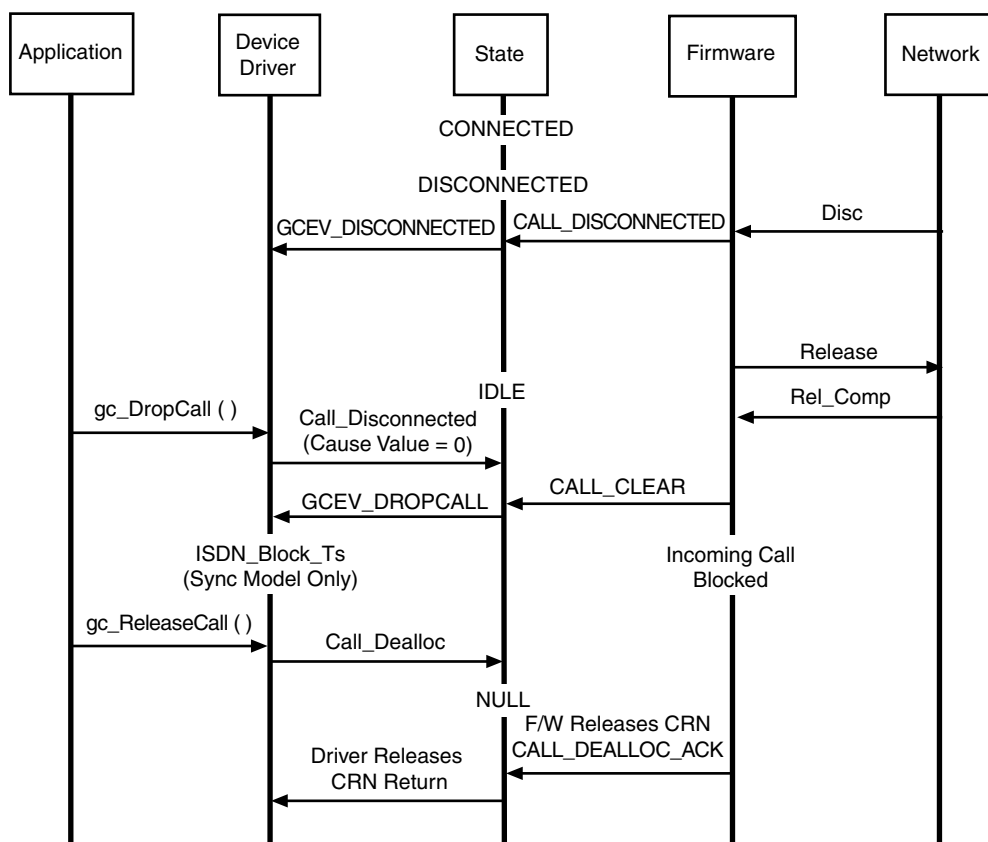 Application
Device
Driver
State
Firmware
Network
CONNECTED
DISCONNECTED
GCEV_DISCONNECTED
CALL_DISCONNECTED
Disc
Release
IDLE
Rel_Comp
gc_DropCall ( )
Call_Disconnected
(Cause Value = 0)
CALL_CLEAR
GCEV_DROPCALL
ISDN_Block_Ts
(Sync Model Only)
Incoming Call
Blocked
gc_ReleaseCall ( )
Call_Dealloc
NULL
F/W Releases CRN
CALL_DEALLOC_ACK
Driver Releases
CRN Return